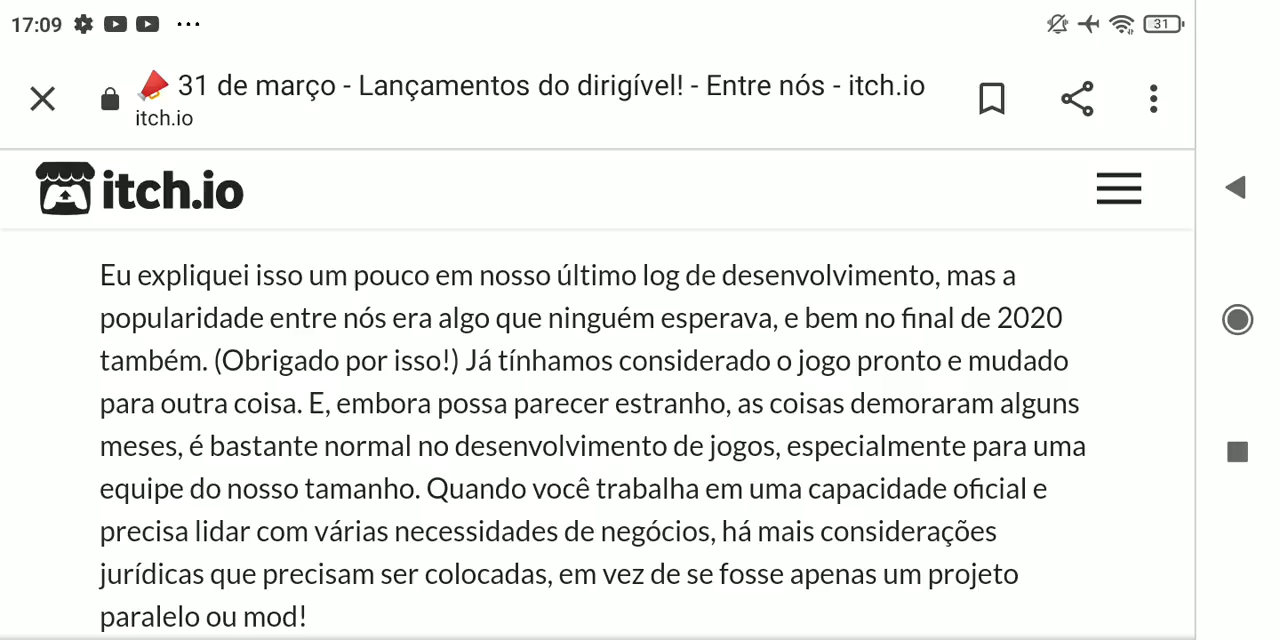 17:09
31
31 de março - Lançamentos do dirigível! - Entre nós - itch.io
itch.io
itch.io
Eu expliquei isso um pouco em nosso último log de desenvolvimento, mas a
popularidade entre nós era algo que ninguém esperava, e bem no final de 2020
também. (Obrigado por isso!) Já tínhamos considerado o jogo pronto e mudado
para outra coisa. E, embora possa parecer estranho, as coisas demoraram alguns
meses, é bastante normal no desenvolvimento de jogos, especialmente para uma
equipe do nosso tamanho. Quando você trabalha em uma capacidade oficial e
precisa lidar com várias necessidades de negócios, há mais considerações
jurídicas que precisam ser colocadas, em vez de se fosse apenas um projeto
paralelo ou mod!